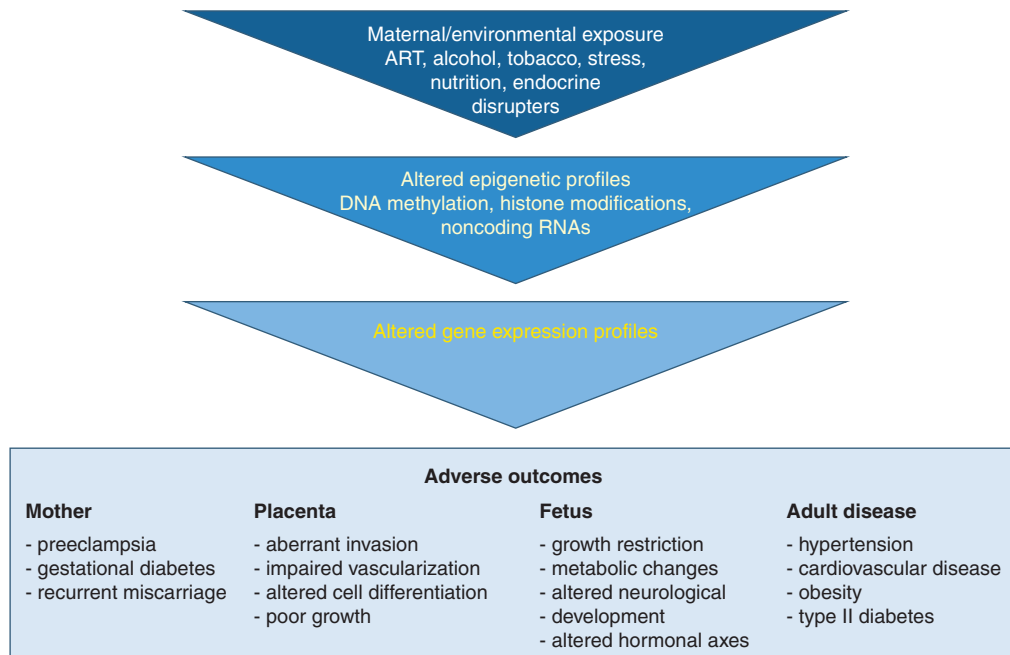 Maternal/environmental exposure
ART, alcohol, tobacco, stress,
nutrition, endocrine
disrupters
Altered epigenetic profiles
DNA methylation, histone modifications,
noncoding RNAs
Altered gene expression profiles
Adverse outcomes
Mother
- preeclampsia
- gestational diabetes
- recurrent miscarriage
Placenta
- aberrant invasion
- impaired vascularization
- altered cell differentiation
- poor growth
Fetus
- growth restriction
- metabolic changes
- altered neurological
- development
- altered hormonal axes
Adult disease
- hypertension
- cardiovascular disease
- obesity
- type II diabetes